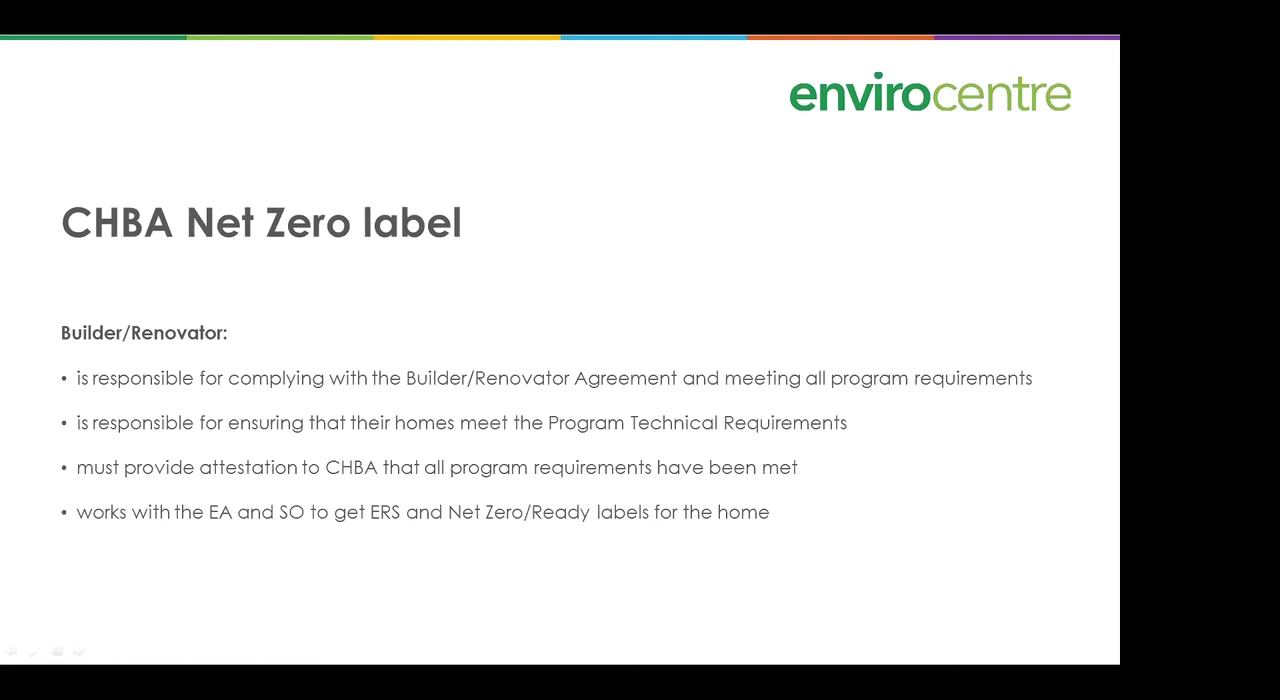 envirocentre
CHBA Net Zero label
Builder/Renovator:
• is responsible for complying with the Builder/Renovator Agreement and meeting all program requirements
• is responsible for ensuring that their homes meet the Program Technical Requirements
• must provide attestation to CHBA that all program requirements have been met
• works with the EA and SO to get ERS and Net Zero/Ready labels for the home